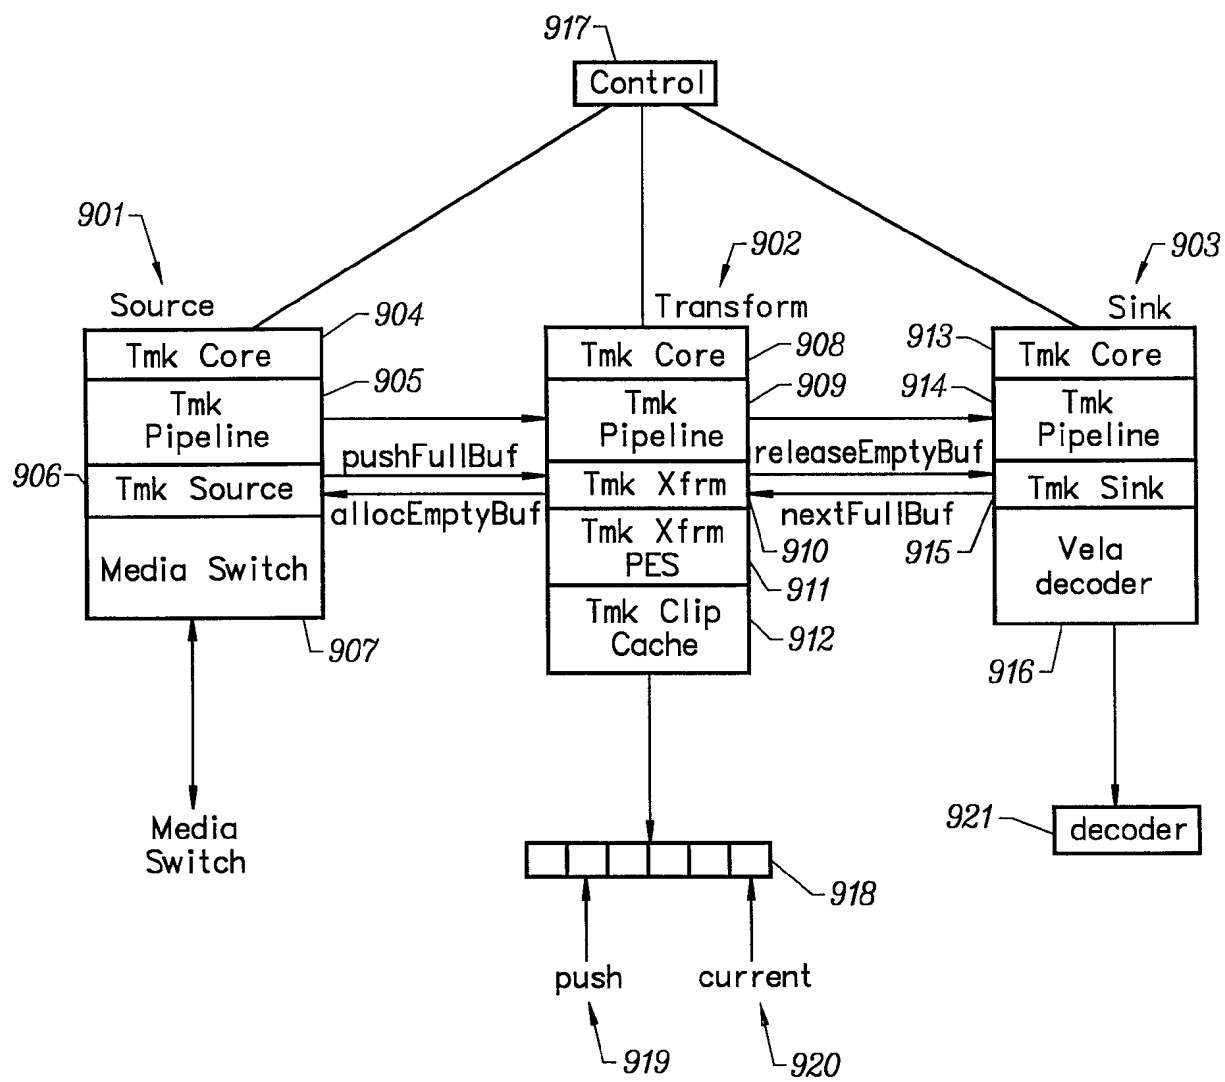 917
Control
901
902
903
Source
Transform
Sink
904
908
913
Tmk Core
Tmk Core
Tmk Core
905
909
914
Tmk
Pipeline
Tmk
Pipeline
Tmk
Pipeline
pushFullBuf
releaseEmptyBuf
906
Tmk Source
Tmk Xfrm
Tmk Sink
allocEmptyBuf
nextFullBuf
910
915
Media Switch
Tmk Xfrm
PES
Vela
decoder
911
Tmk Clip
Cache
912
907
916
Media
Switch
921
decoder
918
push
current
919
920